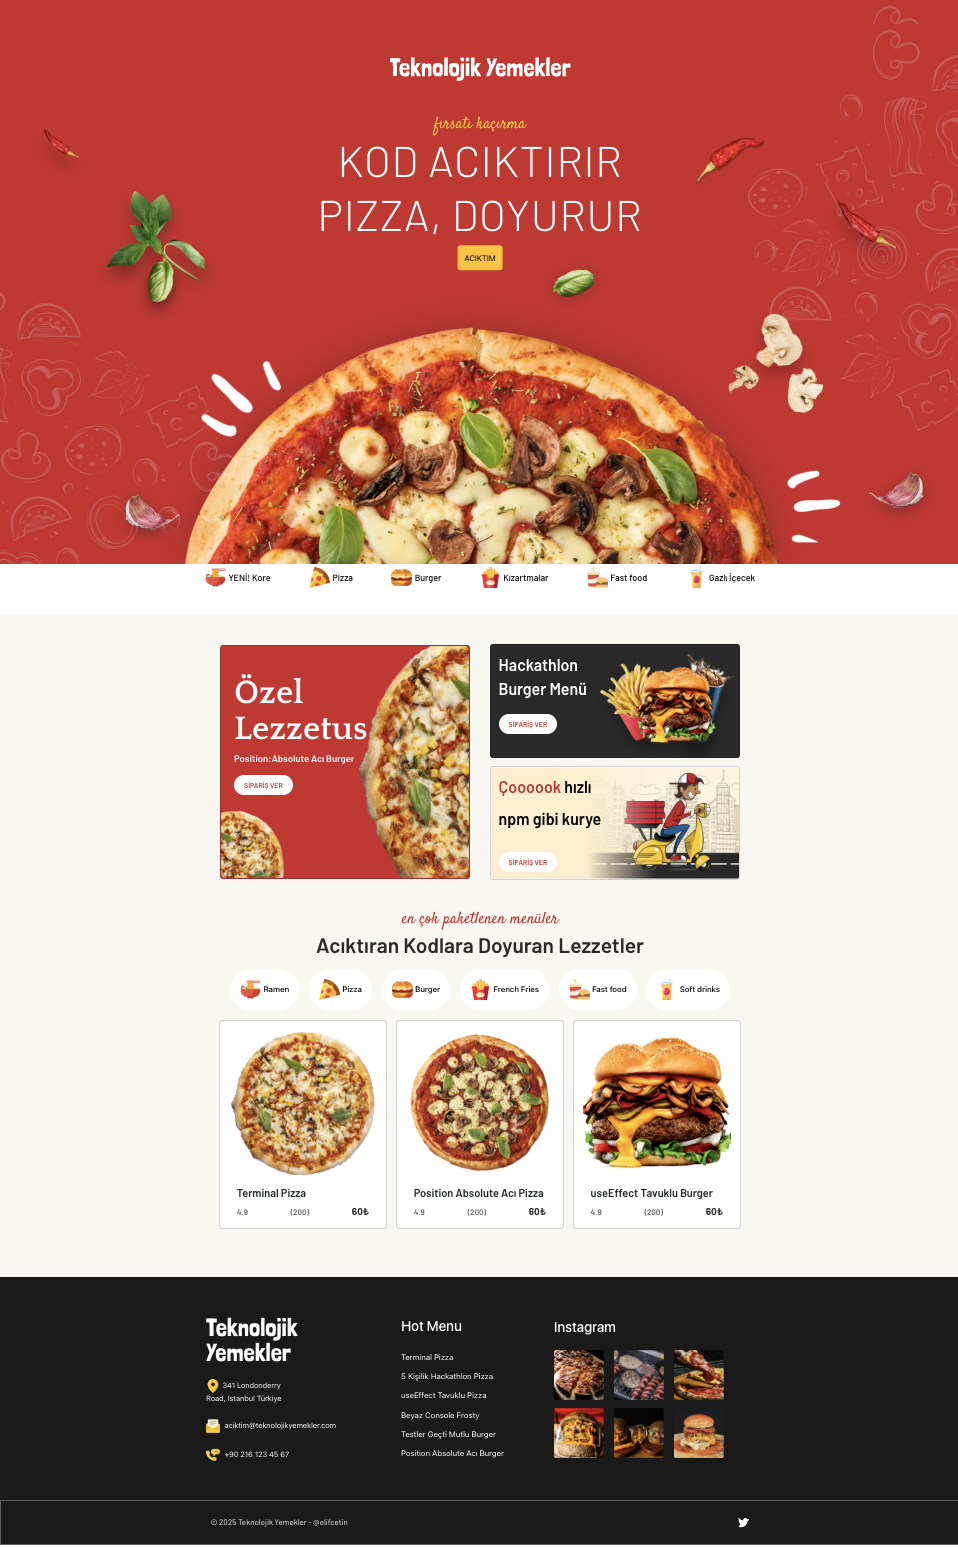 Teknolojik Yemekler
fırsatı kaçırma
KOD ACIKTIRIR
PIZZA, DOYURUR
ACIKTIM
YENİ! Kore
Pizza
Burger
Kızartmalar
Fast food
Gazlı İçecek
Özel
Lezzetus
Position:Absolute Acı Burger
SİPARİŞ VER
Hackathlon
Burger Menü
SİPARİŞ VER
Çoooook hızlı
npm gibi kurye
SİPARİŞ VER
en çok paketlenen menüler
Acıktıran Kodlara Doyuran Lezzetler
Ramen
Pizza
Burger
French Fries
Fast food
Soft drinks
Terminal Pizza
4.9 (200) 60₺
Position Absolute Acı Pizza
4.9 (200) 60₺
useEffect Tavuklu Burger
4.9 (200) 60₺
Teknolojik
Yemekler
341 Londonderry
Road, Istanbul Türkiye
aciktim@teknolojikyemekler.com
+90 216 123 45 67
Hot Menu
Terminal Pizza
5 Kişilik Hackathlon Pizza
useEffect Tavuklu Pizza
Beyaz Console Frosty
Testler Geçti Mutlu Burger
Position Absolute Acı Burger
Instagram
© 2025 Teknolojik Yemekler - @elifcetin